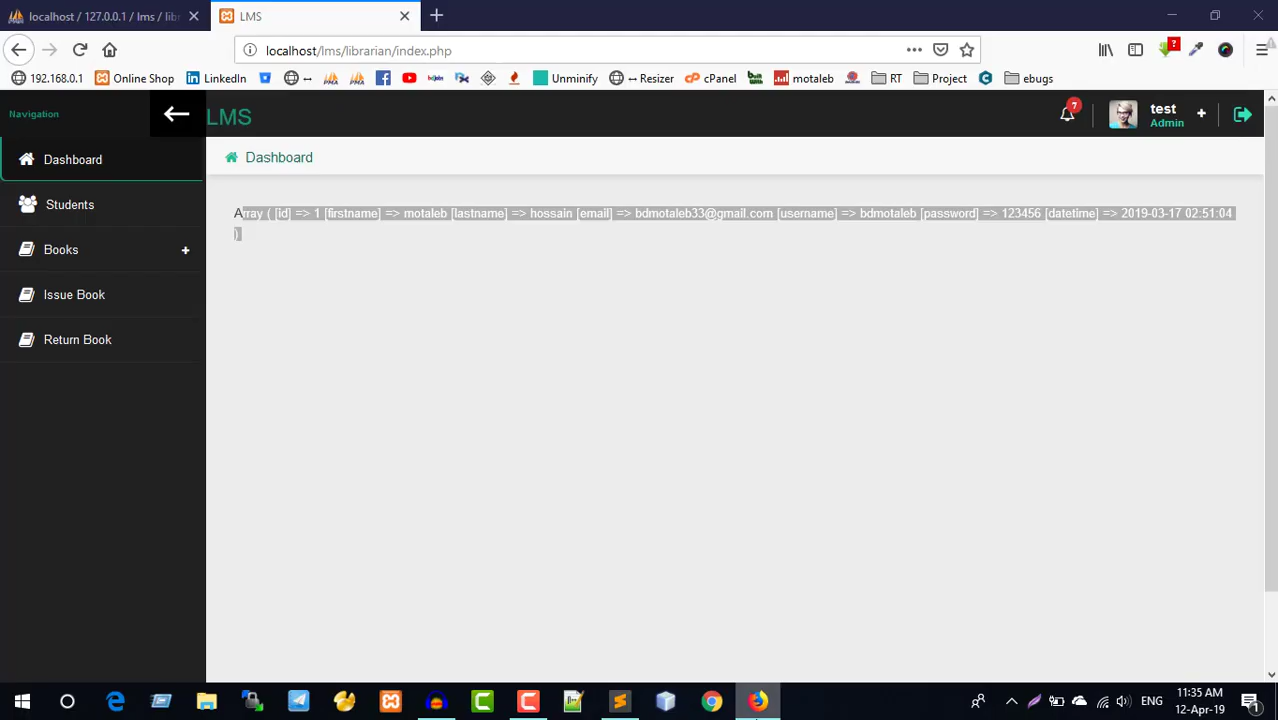 localhost / 127.0.0.1 / lms / libr
LMS
localhost/lms/librarian/index.php
192.168.0.1
Online Shop
LinkedIn
Unminify
Resizer
cPanel
motaleb
RT
Project
ebugs
Navigation
LMS
7
test
Admin
Dashboard
Dashboard
Students
Books
Issue Book
Return Book
Array ( [id] => 1 [firstname] => motaleb [lastname] => hossain [email] => bdmotaleb33@gmail.com [username] => bdmotaleb [password] => 123456 [datetime] => 2019-03-17 02:51:04
)
ENG
11:35 AM
12-Apr-19
1